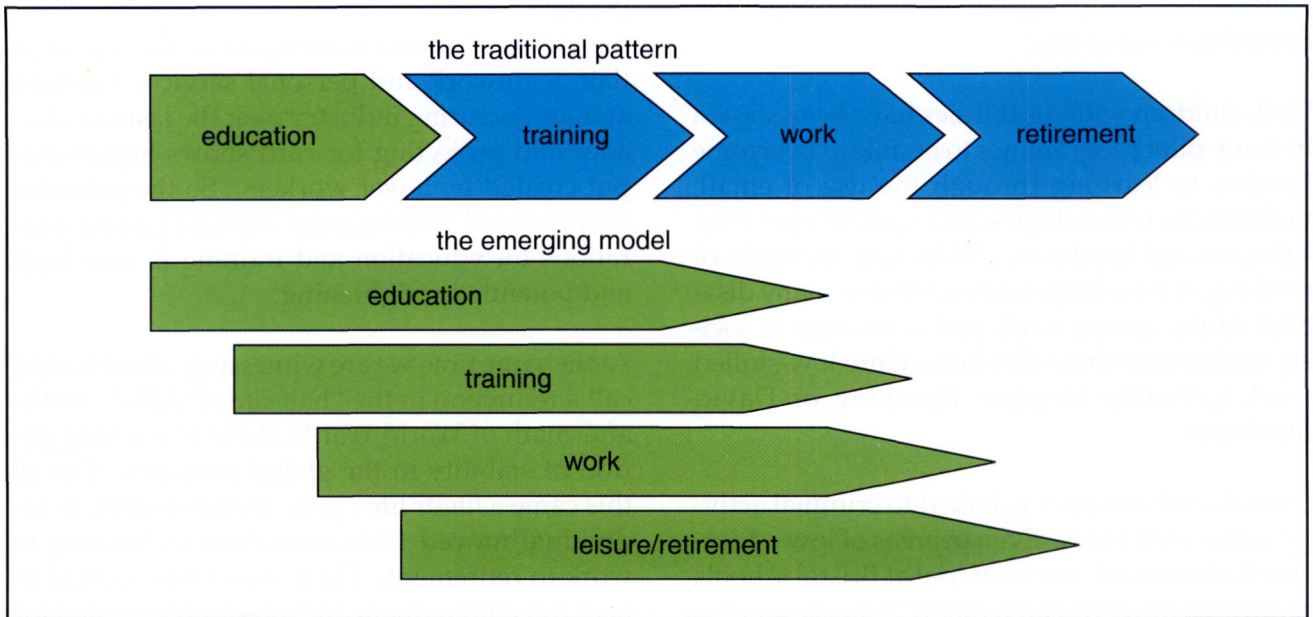 the traditional pattern
education training work retirement
the emerging model
education
training
work
leisure/retirement